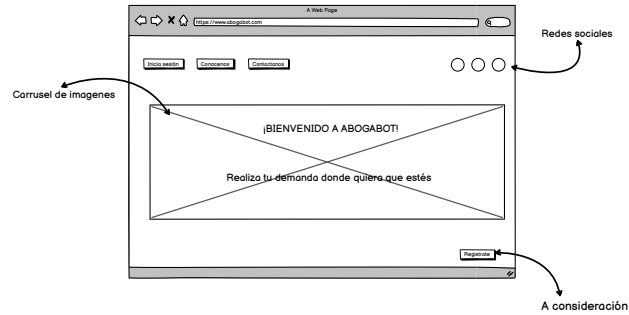 A Web Page
https://www.abogabot.com
Redes sociales
Inicia sesión
Conocenos
Contactanos
Carrusel de imagenes
¡BIENVENIDO A ABOGABOT!
Realiza tu demanda donde quiera que estés
Registrate
A consideración